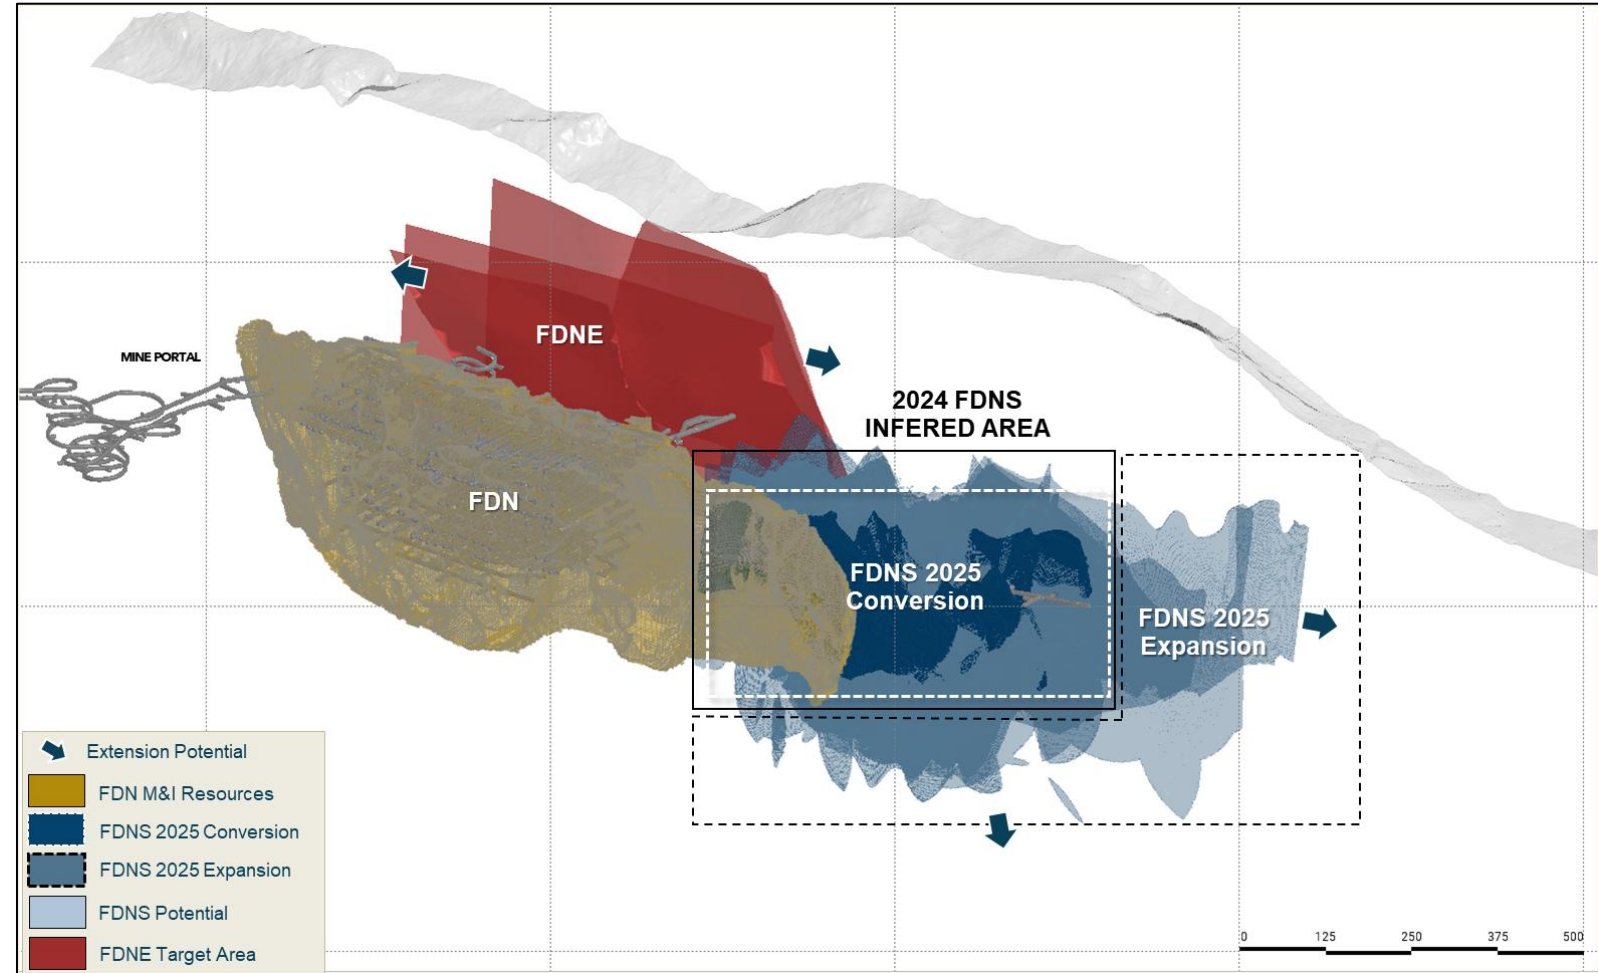 MINE PORTAL
FDNE
2024 FDNS
INFERED AREA
FDN
FDNS 2025
Conversion
FDNS 2025
Expansion
Extension Potential
FDN M&I Resources
FDNS 2025 Conversion
FDNS 2025 Expansion
FDNS Potential
FDNE Target Area
0 125 250 375 500